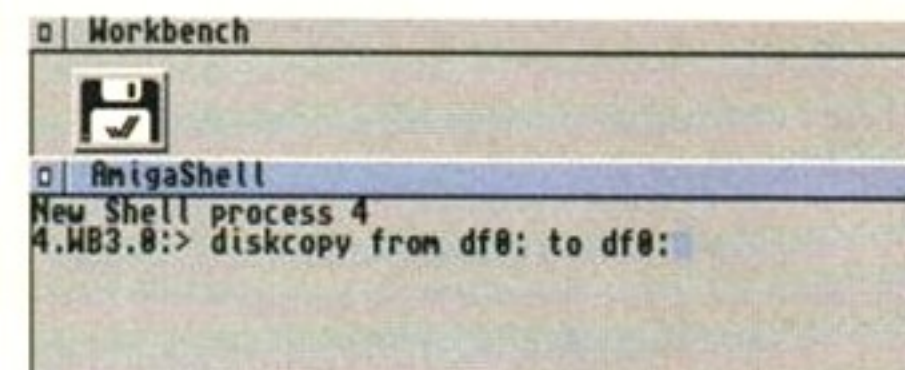 Workbench
AmigaShell
New Shell process 4
4.WB3.0:> diskcopy from df0: to df0: